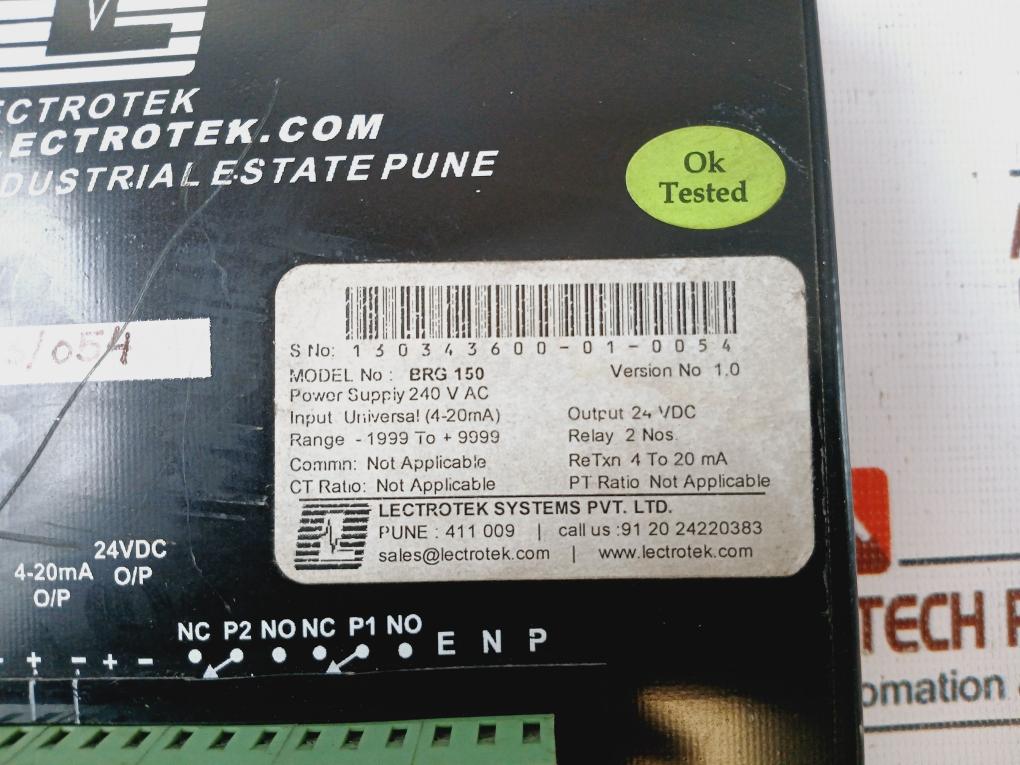 ECTROTEK
LECTROTEK.COM
DUSTRIAL ESTATE PUNE
Ok
Tested
/054
S No: 130343600-01-0054
MODEL No : BRG 150 Version No 1.0
Power Supply 240 V AC
Input Universal (4-20mA) Output 24 VDC
Range -1999 To +9999 Relay 2 Nos.
Commn: Not Applicable ReTxn 4 To 20 mA
CT Ratio: Not Applicable PT Ratio Not Applicable
LECTROTEK SYSTEMS PVT. LTD.
PUNE : 411 009 | call us :91 20 24220383
sales@lectrotek.com | www.lectrotek.com
24VDC
O/P
4-20mA
O/P
NC P2 NO NC P1 NO E N P
+ - + -
TECH
omation